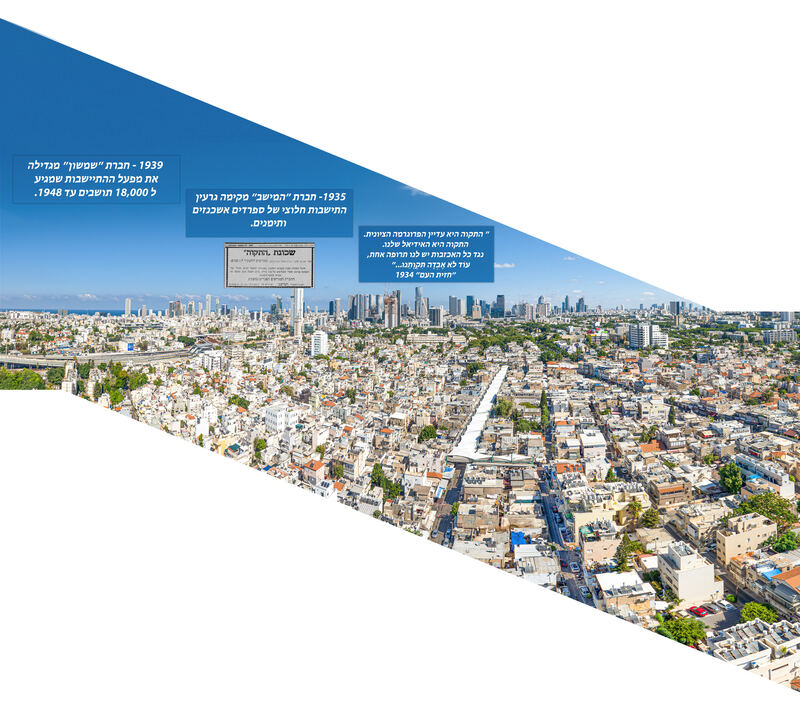 1939 - חברת "שמשון" מגדילה
את מפעל ההתיישבות שמגיע
ל 18,000 תושבים עד 1948.
1935- חברת "המישב" מקימה גרעין
התישבות חלוצי של ספרדים אשכנזים
ותימנים.
" התקוה היא עדיין הפרוגרמה הציונית.
התקוה היא האידיאל שלנו.
נגד כל האכזבות יש לנו תרופה אחת,
עוד לא אבדה תקותנו..."
"חזית העם" 1934
שכונת „התקוה"